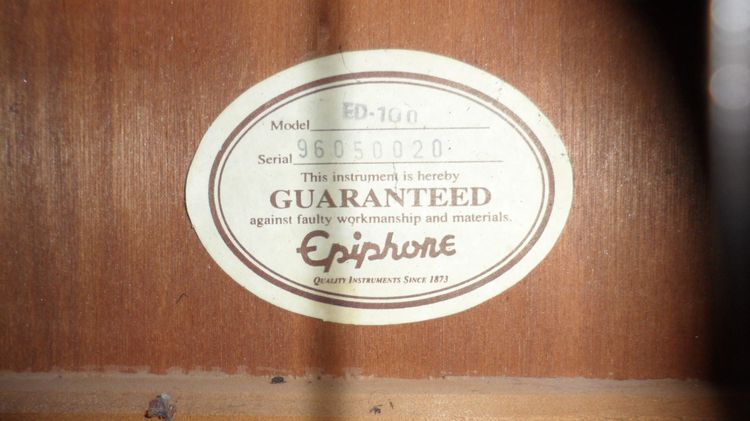 Model ED-100
Serial 96050020
This instrument is hereby
GUARANTEED
against faulty workmanship and materials.
Epiphone
QUALITY INSTRUMENTS SINCE 1873